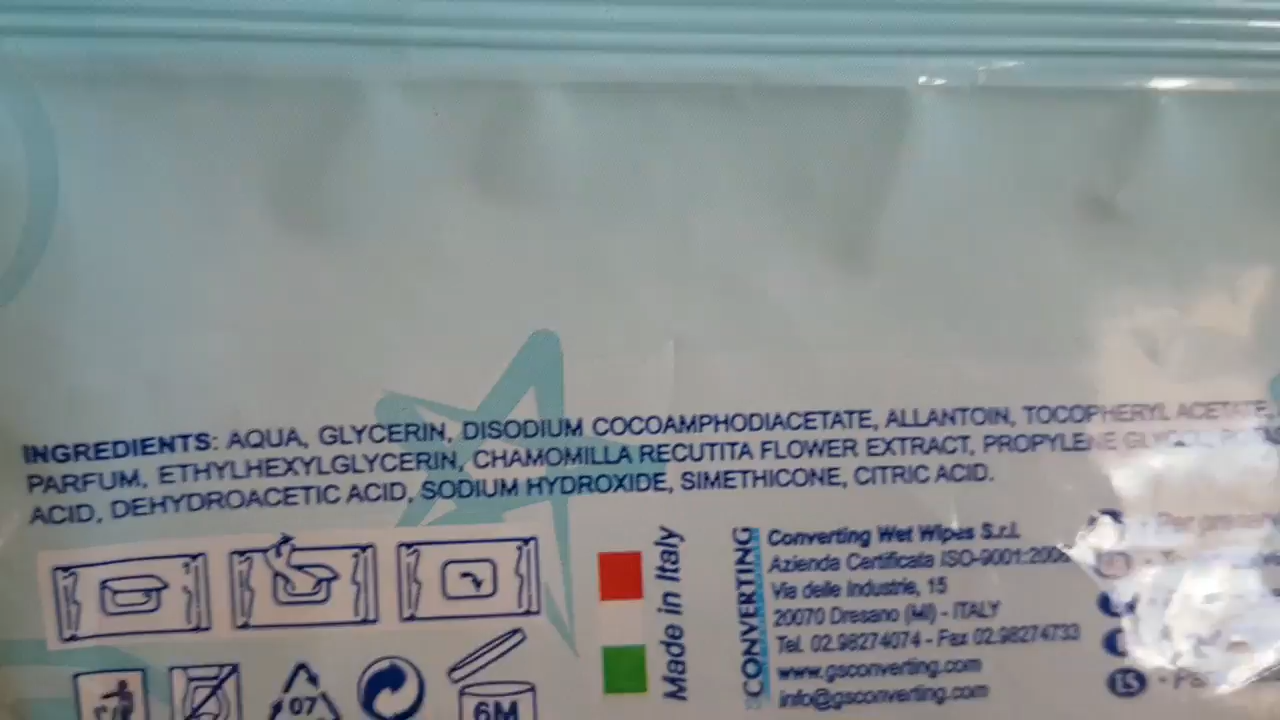 INGREDIENTS: AQUA, GLYCERIN, DISODIUM COCOAMPHODIACETATE, ALLANTOIN, TOCOPHERYL ACETATE,
PARFUM, ETHYLHEXYLGLYCERIN, CHAMOMILLA RECUTITA FLOWER EXTRACT, PROPYLENE
ACID, DEHYDROACETIC ACID, SODIUM HYDROXIDE, SIMETHICONE, CITRIC ACID.
Made in Italy
CONVERTING
Converting Wet Wipes S.r.l.
Azienda Certificata ISO-9001:2008
Via delle Industrie, 15
20070 Dresano (MI) - ITALY
Tel. 02.98274074 - Fax 02.98274733
www.gsconverting.com
info@gsconverting.com
ES
07
6M